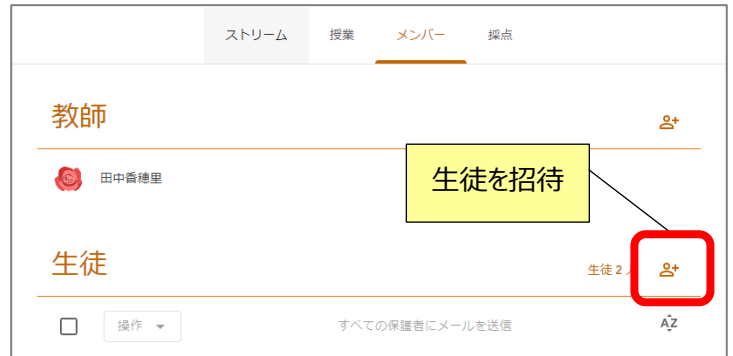 ストリーム 授業 メンバー 採点
教師
田中香穂里
生徒を招待
生徒
生徒 2
操作
すべての保護者にメールを送信
AZ